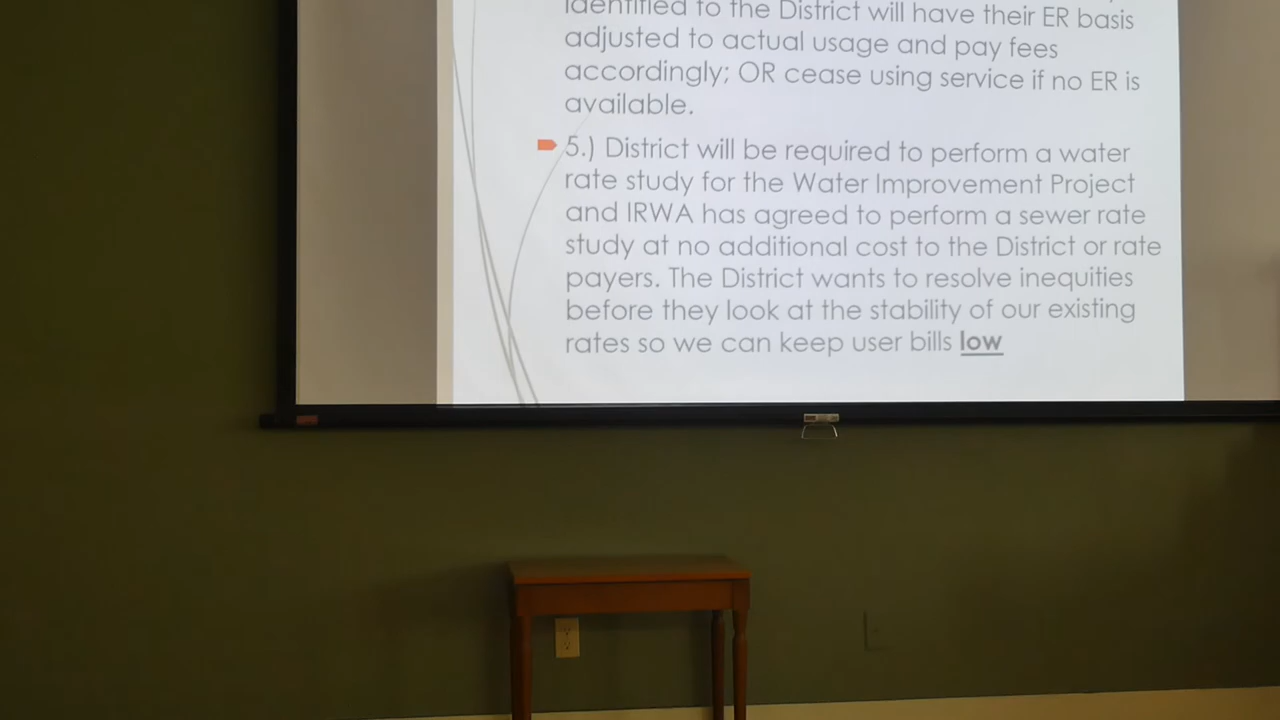 identified to the District will have their ER basis
adjusted to actual usage and pay fees
accordingly; OR cease using service if no ER is
available.
5.) District will be required to perform a water
rate study for the Water Improvement Project
and IRWA has agreed to perform a sewer rate
study at no additional cost to the District or rate
payers. The District wants to resolve inequities
before they look at the stability of our existing
rates so we can keep user bills low